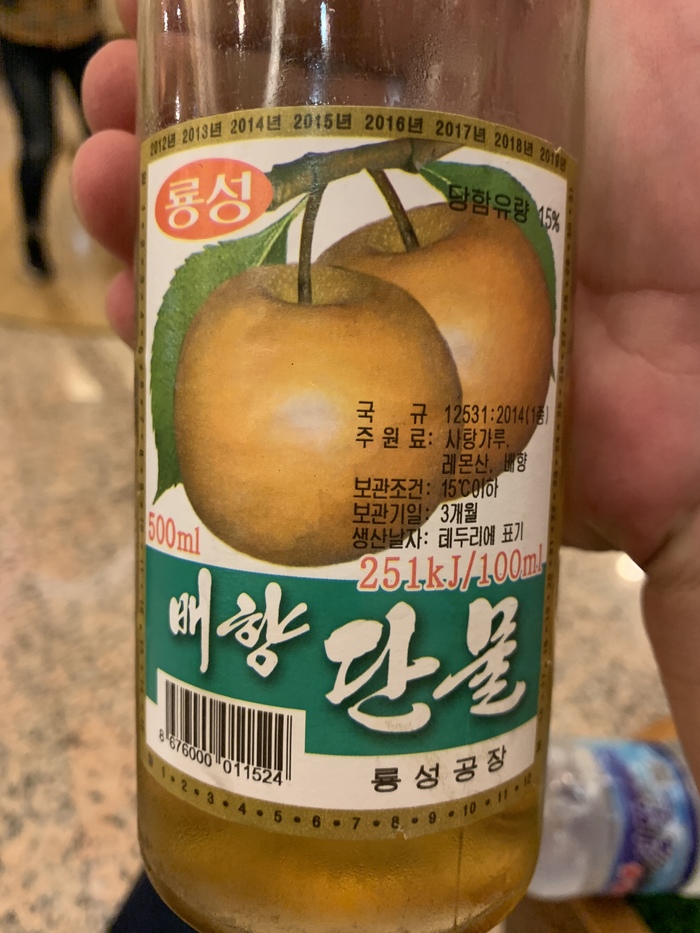 2012년 2013년 2014년 2015년 2016년 2017년 2018년 2019년
룡성
당함유량 15%
국 규 12531:2014(1종)
주원료: 사탕가루,
레몬산, 배향
보관조건: 15℃이하
보관기일: 3개월
생산날자: 테두리에 표기
500ml
251kJ/100ml
배향 단물
8 676000 011524
룡성공장
1 • 2 • 3 • 4 • 5 • 6 • 7 • 8 • 9 • 10 • 11 • 12